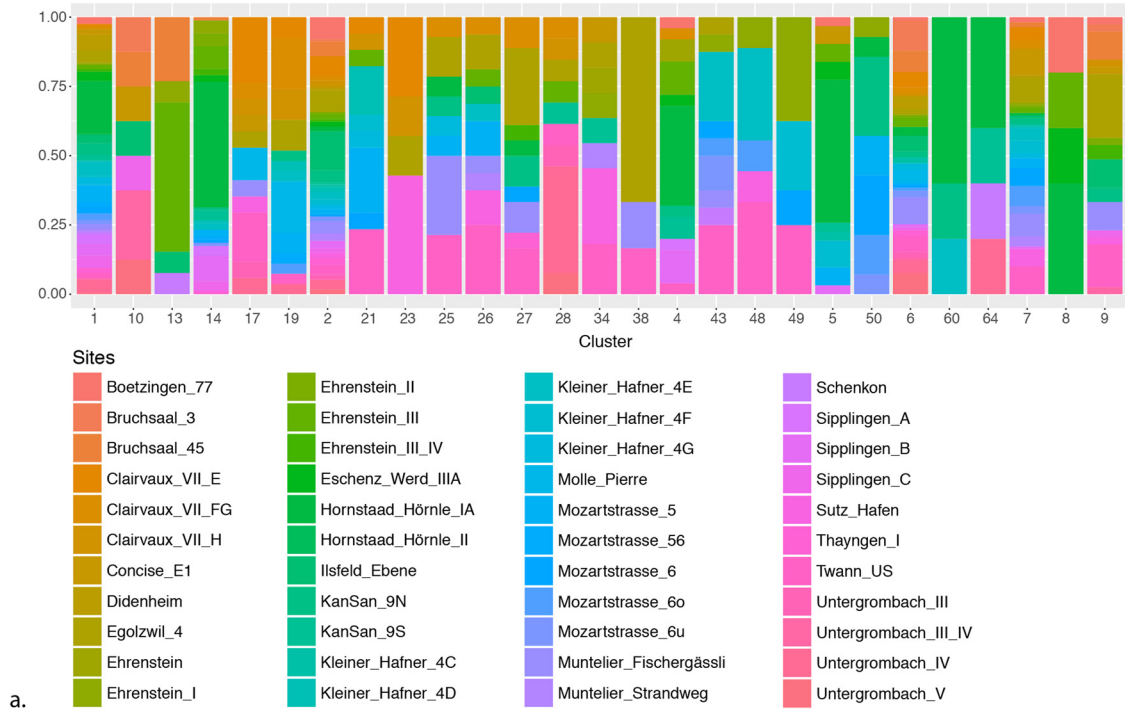 1.00
0.75
0.50
0.25
0.00
1 10 13 14 17 19 2 21 23 25 26 27 28 34 38 4 43 48 49 5 50 6 60 64 7 8 9
Cluster
Sites
Boetzingen_77 Ehrenstein_II Kleiner_Hafner_4E Schenkon
Bruchsaal_3 Ehrenstein_III Kleiner_Hafner_4F Sipplingen_A
Bruchsaal_45 Ehrenstein_III_IV Kleiner_Hafner_4G Sipplingen_B
Clairvaux_VII_E Eschenz_Werd_IIIA Molle_Pierre Sipplingen_C
Clairvaux_VII_FG Hornstaad_Hörnle_IA Mozartstrasse_5 Sutz_Hafen
Clairvaux_VII_H Hornstaad_Hörnle_II Mozartstrasse_56 Thayngen_I
Concise_E1 Ilsfeld_Ebene Mozartstrasse_6 Twann_US
Didenheim KanSan_9N Mozartstrasse_6o Untergrombach_III
Egolzwil_4 KanSan_9S Mozartstrasse_6u Untergrombach_III_IV
Ehrenstein Kleiner_Hafner_4C Muntelier_Fischergässli Untergrombach_IV
Ehrenstein_I Kleiner_Hafner_4D Muntelier_Strandweg Untergrombach_V
a.